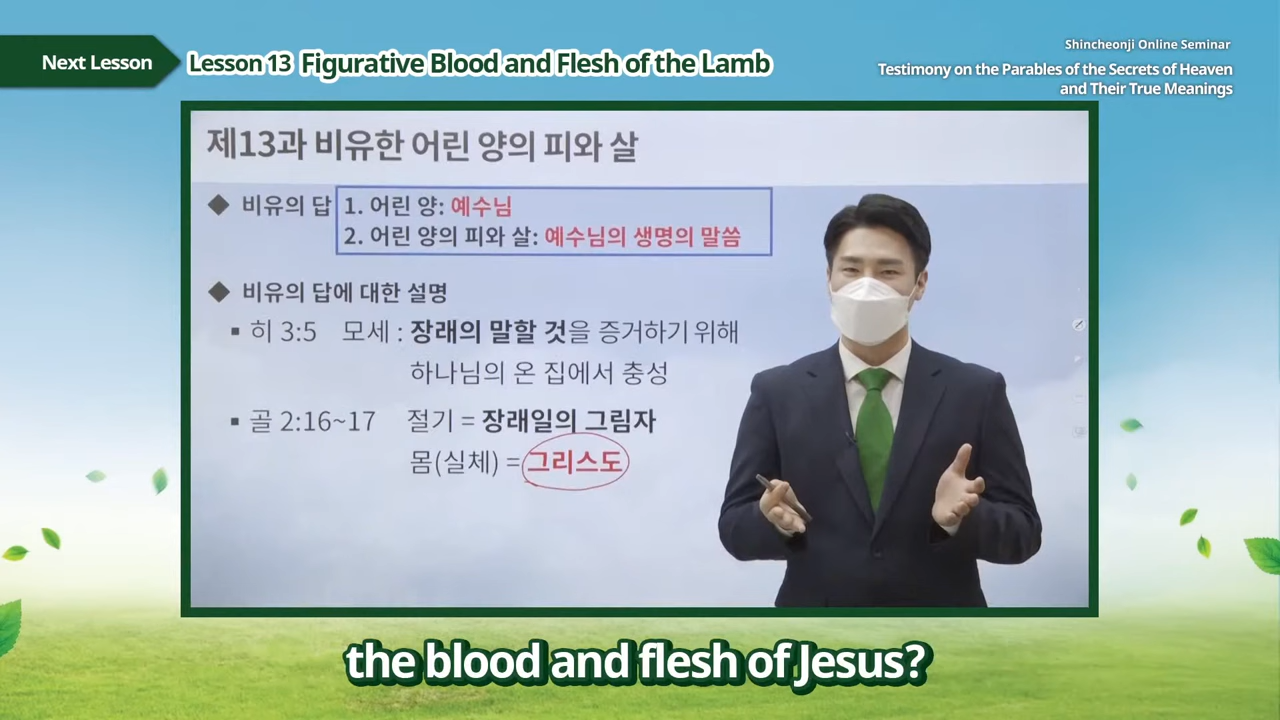 Next Lesson
Lesson 13 Figurative Blood and Flesh of the Lamb
Shincheonji Online Seminar
Testimony on the Parables of the Secrets of Heaven
and Their True Meanings
제13과 비유한 어린 양의 피와 살
◆ 비유의 답
1. 어린 양: 예수님
2. 어린 양의 피와 살: 예수님의 생명의 말씀
◆ 비유의 답에 대한 설명
▪ 히 3:5 모세 : 장래의 말할 것을 증거하기 위해
하나님의 온 집에서 충성
▪ 골 2:16~17 절기 = 장래일의 그림자
몸(실체) = 그리스도
the blood and flesh of Jesus?